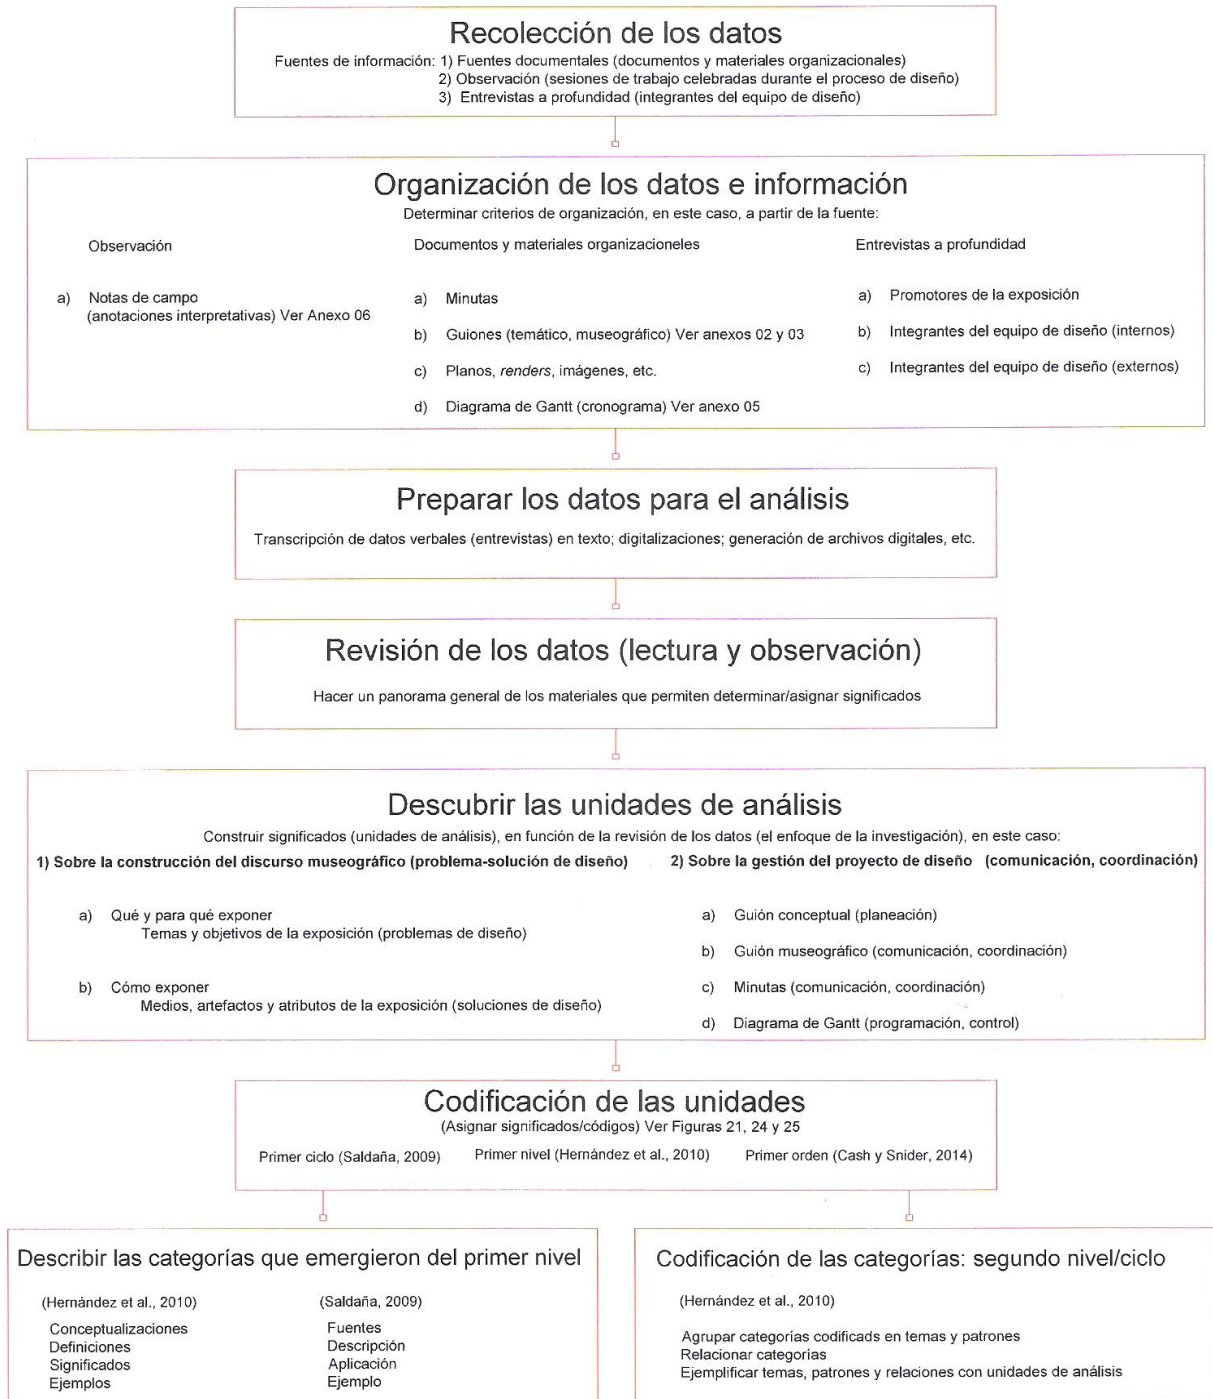 Recolección de los datos
Fuentes de información: 1) Fuentes documentales (documentos y materiales organizacionales)
2) Observación (sesiones de trabajo celebradas durante el proceso de diseño)
3) Entrevistas a profundidad (integrantes del equipo de diseño)
Organización de los datos e información
Determinar criterios de organización, en este caso, a partir de la fuente:
Observación
a) Notas de campo
(anotaciones interpretativas) Ver Anexo 06
Documentos y materiales organizacioneles
a) Minutas
b) Guiones (temático, museográfico) Ver anexos 02 y 03
c) Planos, renders, imágenes, etc.
d) Diagrama de Gantt (cronograma) Ver anexo 05
Entrevistas a profundidad
a) Promotores de la exposición
b) Integrantes del equipo de diseño (internos)
c) Integrantes del equipo de diseño (externos)
Preparar los datos para el análisis
Transcripción de datos verbales (entrevistas) en texto; digitalizaciones; generación de archivos digitales, etc.
Revisión de los datos (lectura y observación)
Hacer un panorama general de los materiales que permiten determinar/asignar significados
Descubrir las unidades de análisis
Construir significados (unidades de análisis), en función de la revisión de los datos (el enfoque de la investigación), en este caso:
1) Sobre la construcción del discurso museográfico (problema-solución de diseño)
a) Qué y para qué exponer
Temas y objetivos de la exposición (problemas de diseño)
b) Cómo exponer
Medios, artefactos y atributos de la exposición (soluciones de diseño)
2) Sobre la gestión del proyecto de diseño (comunicación, coordinación)
a) Guión conceptual (planeación)
b) Guión museográfico (comunicación, coordinación)
c) Minutas (comunicación, coordinación)
d) Diagrama de Gantt (programación, control)
Codificación de las unidades
(Asignar significados/códigos) Ver Figuras 21, 24 y 25
Primer ciclo (Saldaña, 2009) Primer nivel (Hernández et al., 2010) Primer orden (Cash y Snider, 2014)
Describir las categorías que emergieron del primer nivel
(Hernández et al., 2010)
Conceptualizaciones
Definiciones
Significados
Ejemplos
(Saldaña, 2009)
Fuentes
Descripción
Aplicación
Ejemplo
Codificación de las categorías: segundo nivel/ciclo
(Hernández et al., 2010)
Agrupar categorías codificads en temas y patrones
Relacionar categorías
Ejemplificar temas, patrones y relaciones con unidades de análisis